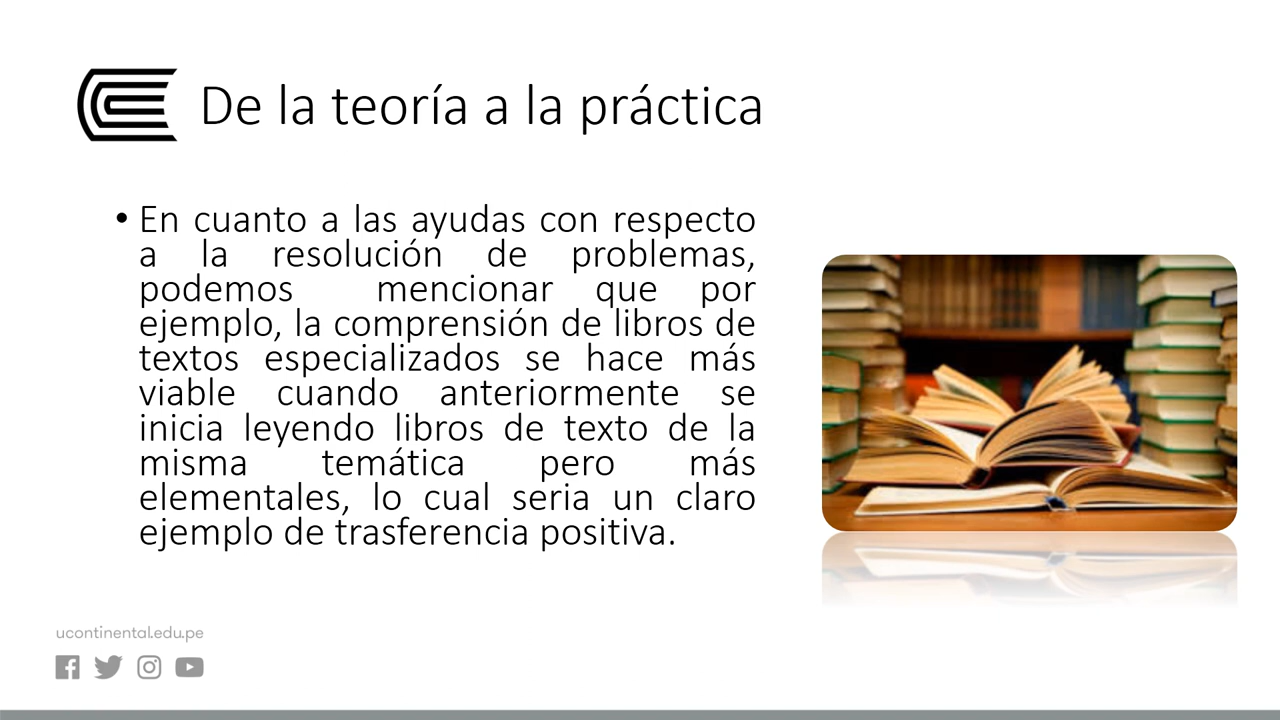 De la teoría a la práctica
• En cuanto a las ayudas con respecto
a la resolución de problemas,
podemos mencionar que por
ejemplo, la comprensión de libros de
textos especializados se hace más
viable cuando anteriormente se
inicia leyendo libros de texto de la
misma temática pero más
elementales, lo cual seria un claro
ejemplo de trasferencia positiva.
ucontinental.edu.pe